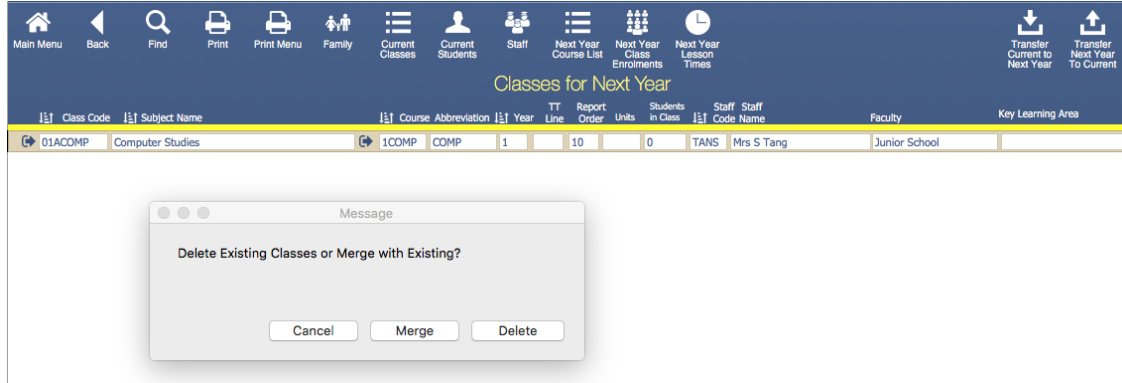 Main Menu Back Find Print Print Menu Family Current Classes Current Students Staff Next Year Course List Next Year Class Enrolments Next Year Lesson Times Transfer Current to Next Year Transfer Next Year To Current
Classes for Next Year
Class Code Subject Name Course Abbreviation Year TT Line Report Order Units Students in Class Staff Code Staff Name Faculty Key Learning Area
01ACOMP Computer Studies 1COMP COMP 1 10 0 TANS Mrs S Tang Junior School
Message
Delete Existing Classes or Merge with Existing?
Cancel Merge Delete